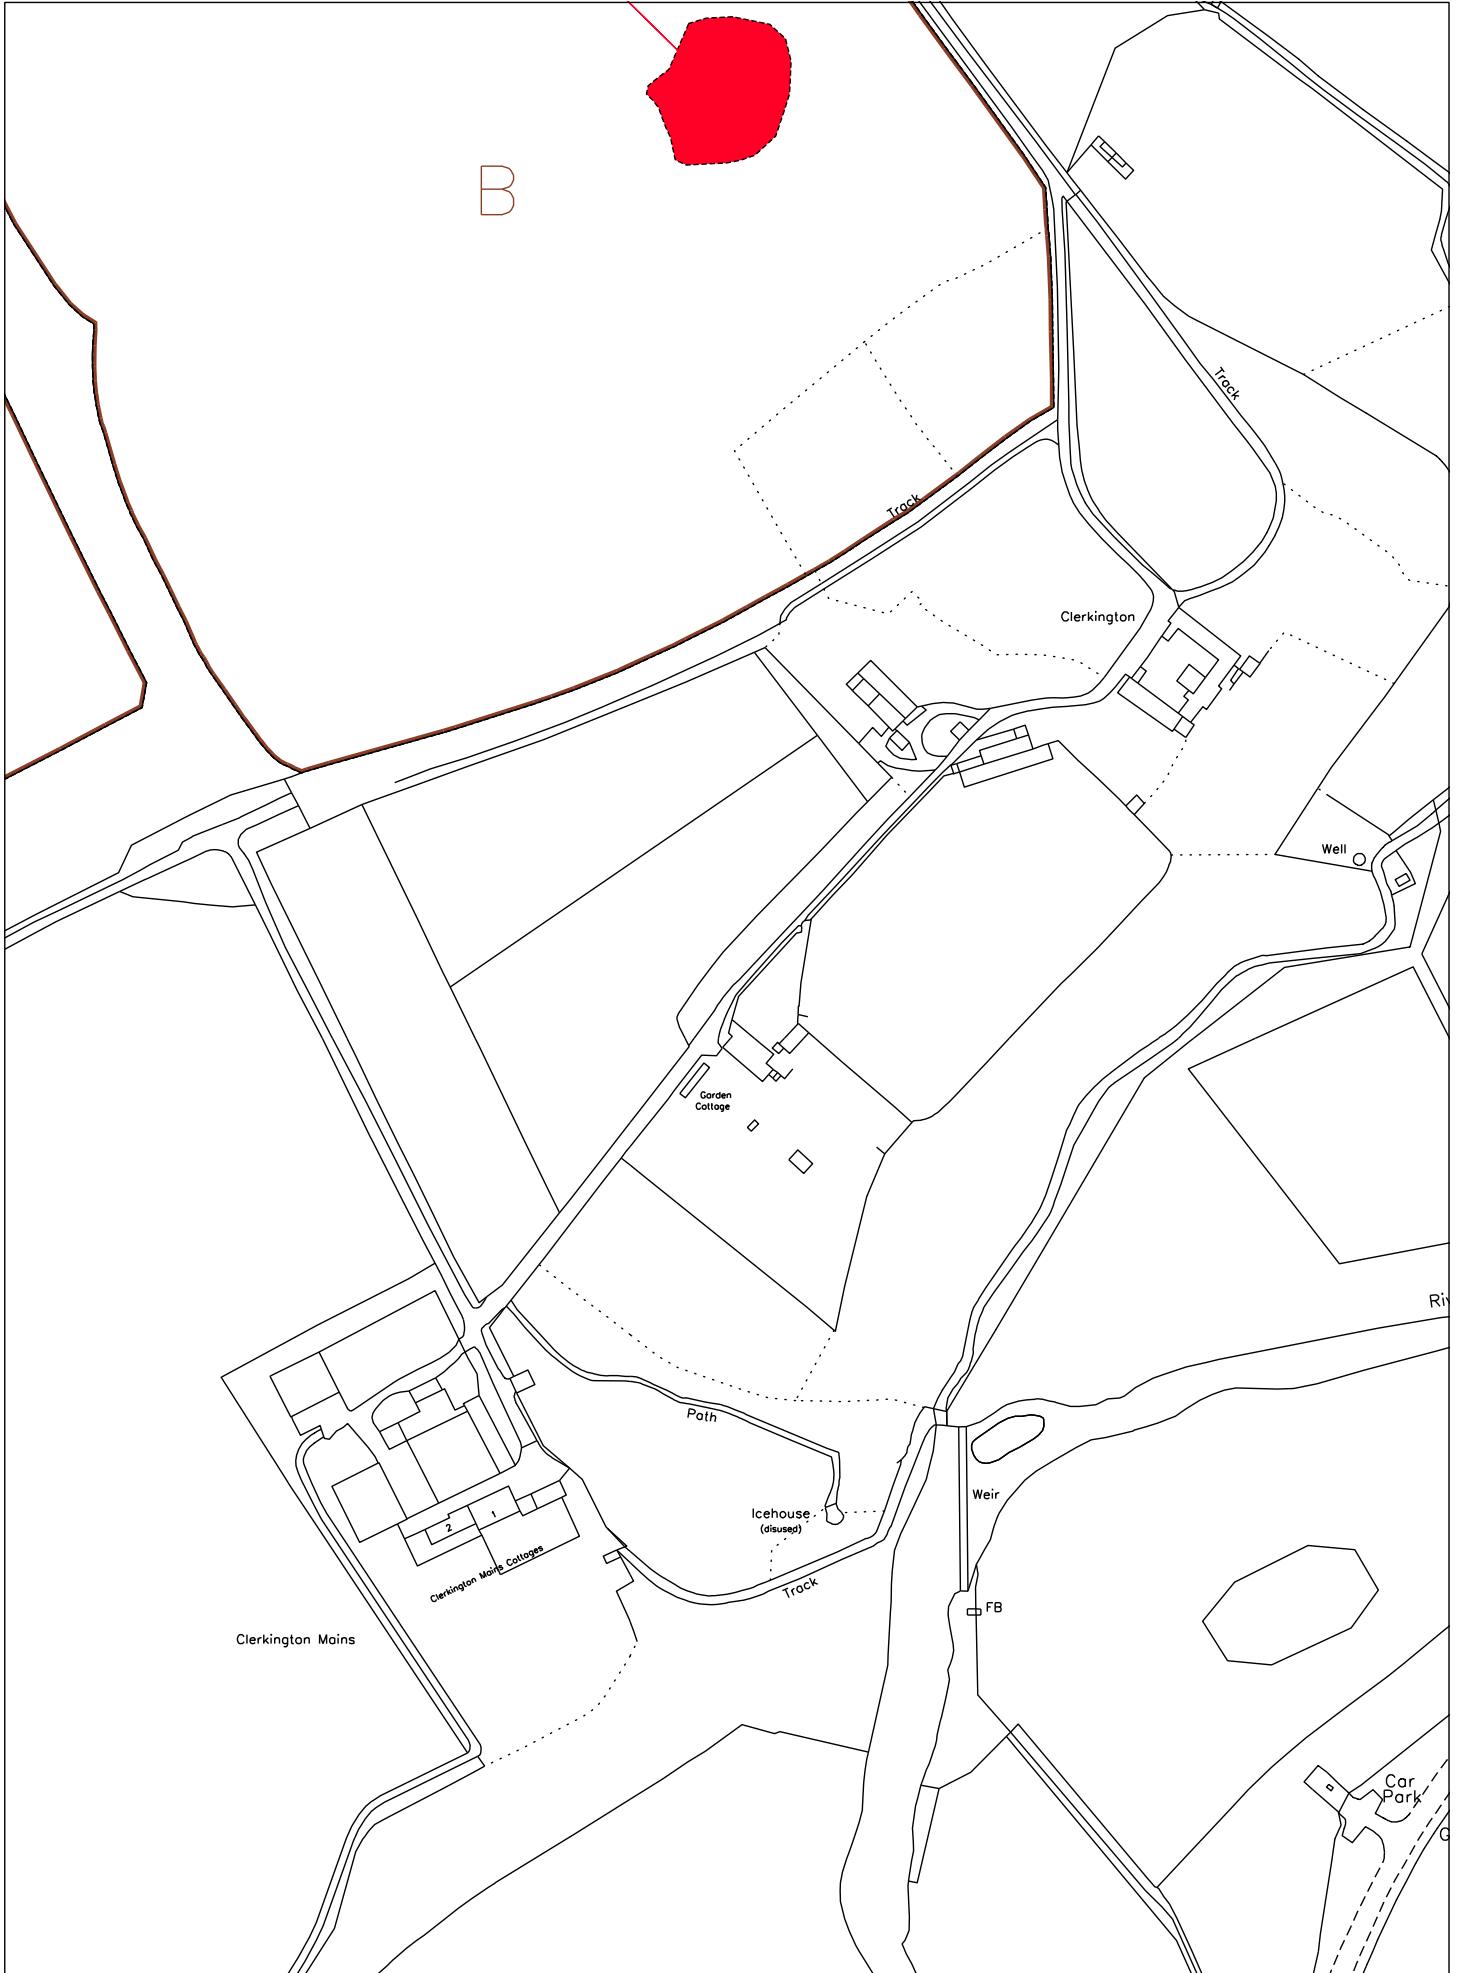 B
Track
Track
Clerkington
Well
Garden
Cottage
Path
Icehouse
(disused)
Weir
Track
FB
2
1
Clerkington Mains Cottages
Clerkington Mains
Car
Park
Riv
G